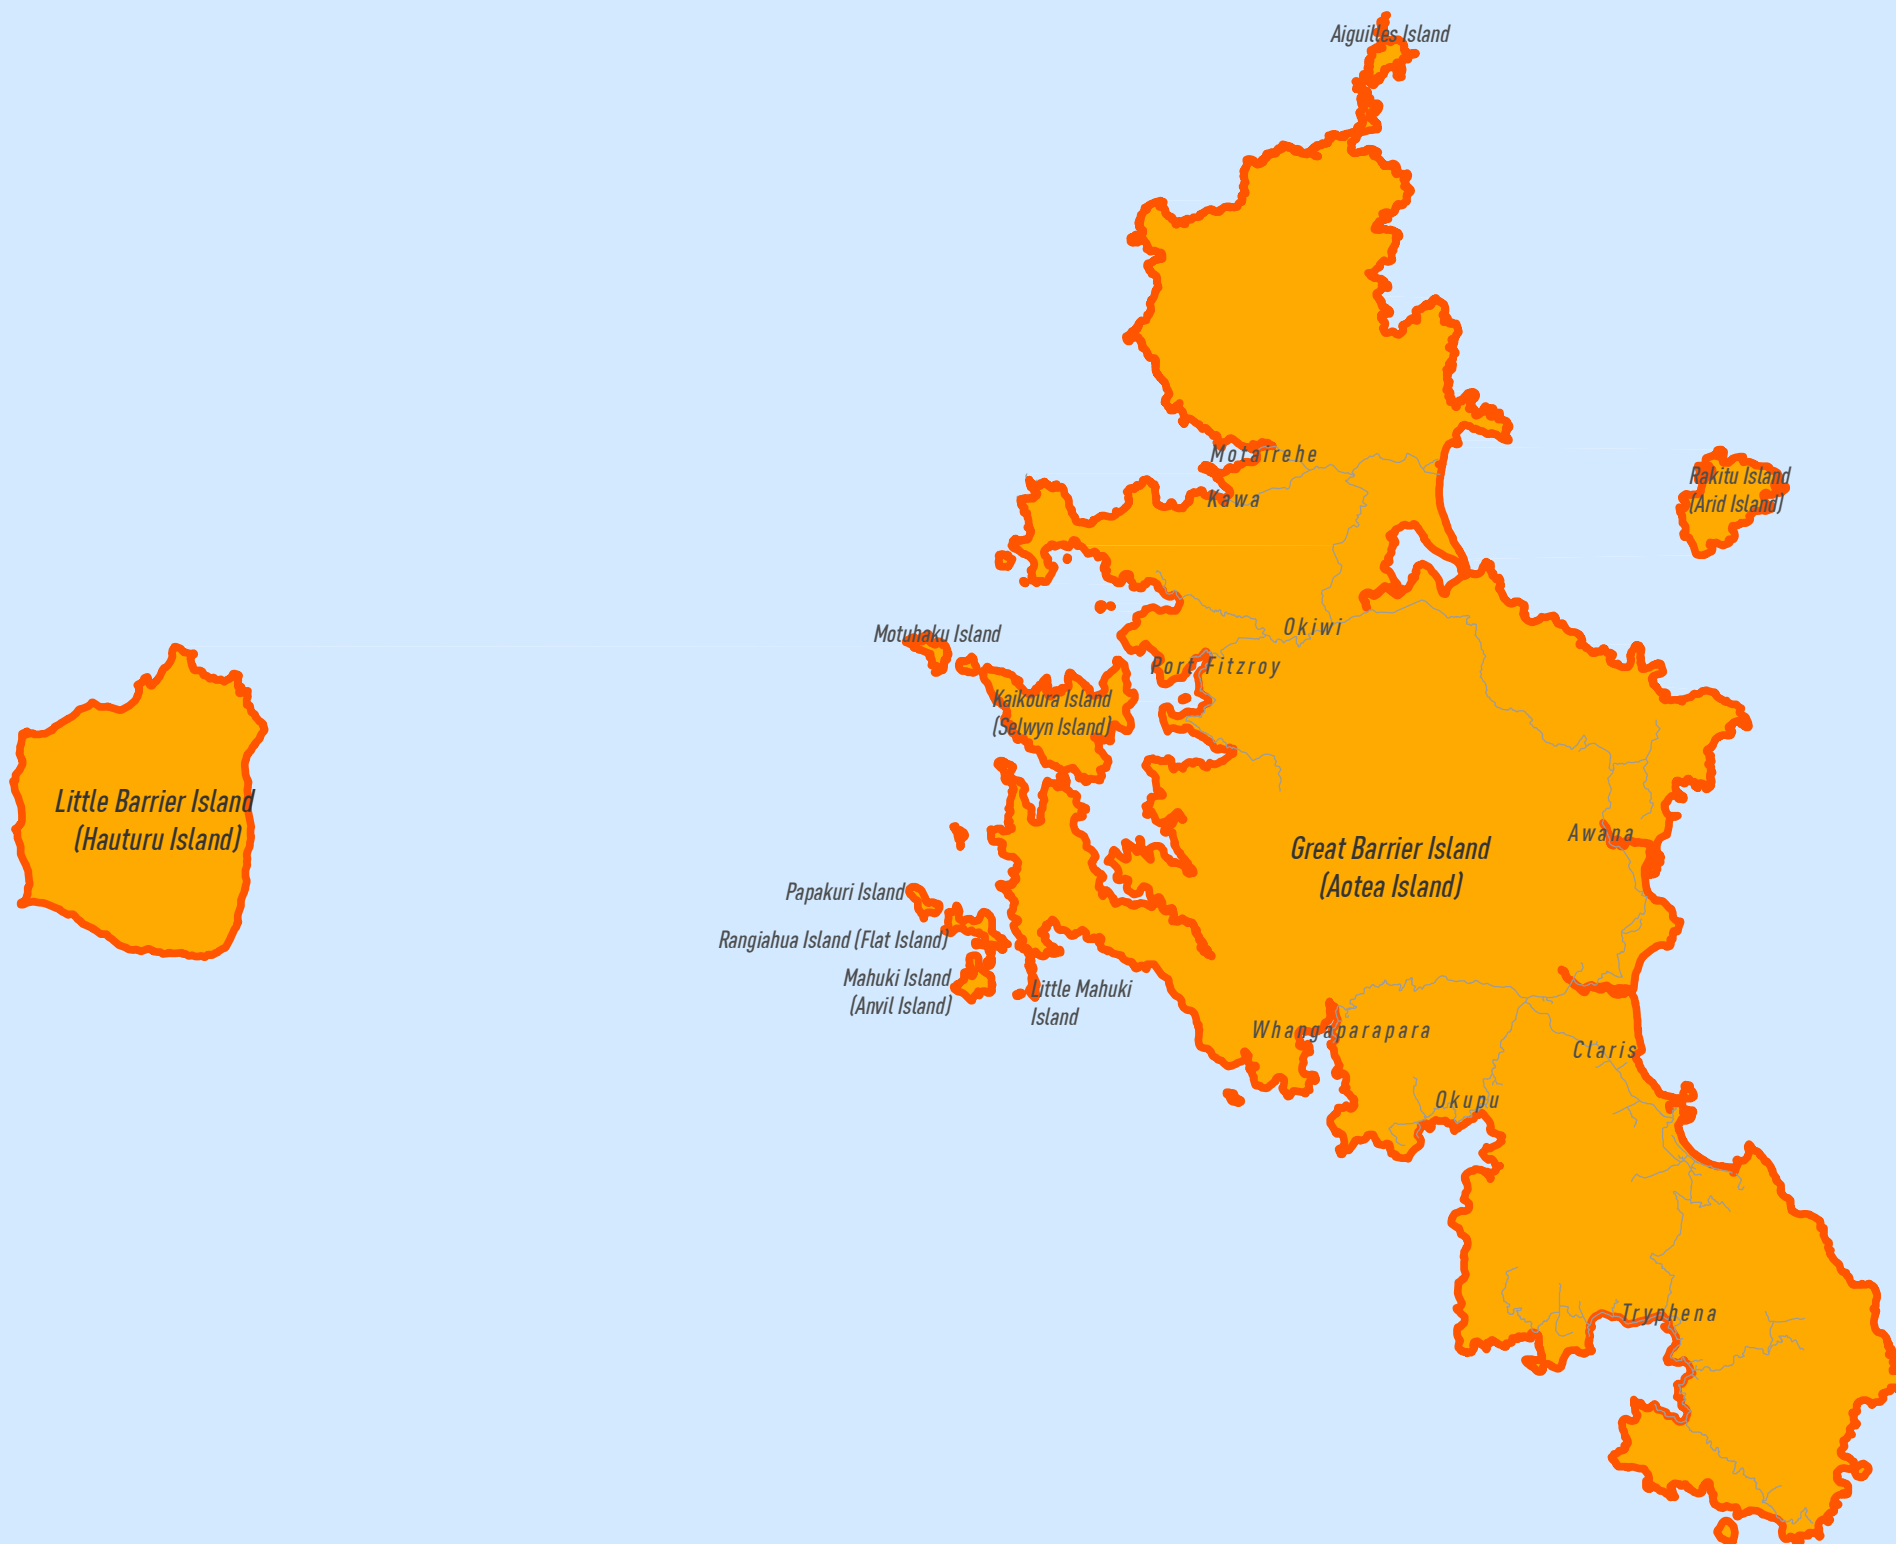 Aiguilles Island
Motairehe
Rakitu Island
(Arid Island)
Kawa
Okiwi
Motuhaku Island
Port Fitzroy
Kaikoura Island
(Selwyn Island)
Little Barrier Island
(Hauturu Island)
Awana
Great Barrier Island
(Aotea Island)
Papakuri Island
Rangiahua Island (Flat Island)
Mahuki Island
(Anvil Island)
Little Mahuki
Island
Whangaparapara
Claris
Okupu
Tryphena